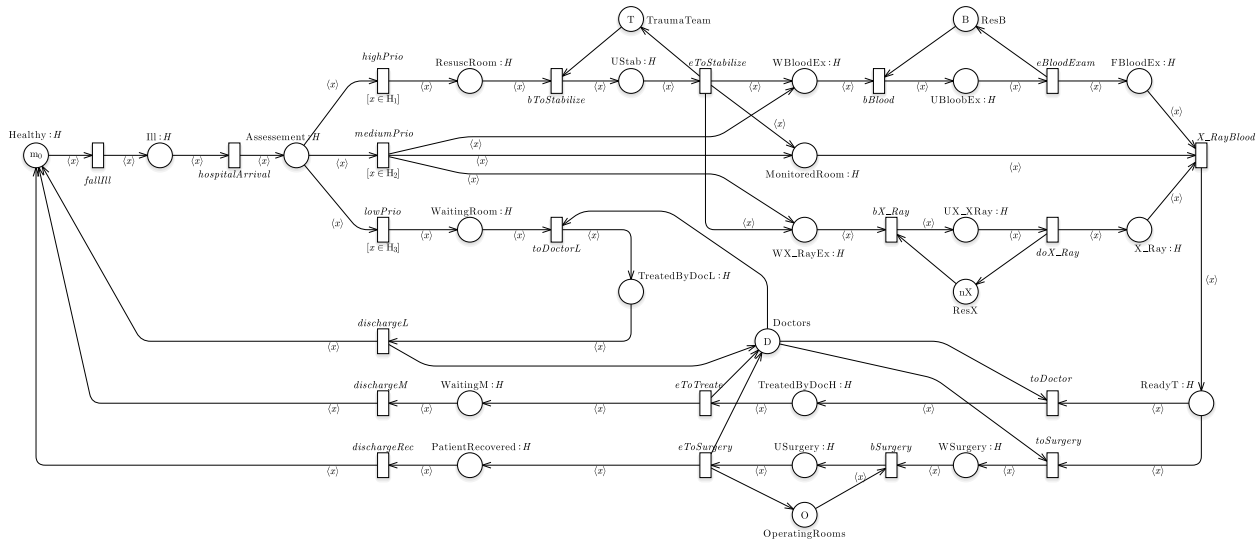 T TraumaTeam
B ResB
highPrio ResuscRoom : H UStab : H eToStabilize WBloodEx : H eBloodExam FBloodEx : H
⟨x⟩ ⟨x⟩ ⟨x⟩ ⟨x⟩ ⟨x⟩ ⟨x⟩ ⟨x⟩ ⟨x⟩ ⟨x⟩ ⟨x⟩
[x ∈ H₁] bToStabilize bBlood UBloobEx : H
⟨x⟩ ⟨x⟩
Healthy : H Ill : H Assessement : H mediumPrio X_RayBlood
⟨x⟩
m₀ ⟨x⟩ ⟨x⟩ ⟨x⟩ ⟨x⟩ ⟨x⟩ ⟨x⟩ ⟨x⟩
fallIll hospitalArrival [x ∈ H₂] ⟨x⟩ MonitoredRoom : H
lowPrio WaitingRoom : H bX_Ray UX_XRay : H
⟨x⟩ ⟨x⟩ ⟨x⟩ ⟨x⟩ ⟨x⟩ ⟨x⟩ ⟨x⟩ ⟨x⟩ ⟨x⟩ ⟨x⟩
[x ∈ H₃] toDoctorL WX_RayEx : H doX_Ray X_Ray : H
TreatedByDocL : H
⟨x⟩
nX
ResX
dischargeL Doctors
D
⟨x⟩ ⟨x⟩
dischargeM WaitingM : H eToTreate TreatedByDocH : H toDoctor ReadyT : H
⟨x⟩ ⟨x⟩ ⟨x⟩ ⟨x⟩ ⟨x⟩ ⟨x⟩
dischargeRec PatientRecovered : H eToSurgery USurgery : H bSurgery WSurgery : H toSurgery
⟨x⟩ ⟨x⟩ ⟨x⟩ ⟨x⟩ ⟨x⟩ ⟨x⟩ ⟨x⟩ ⟨x⟩
O
OperatingRooms